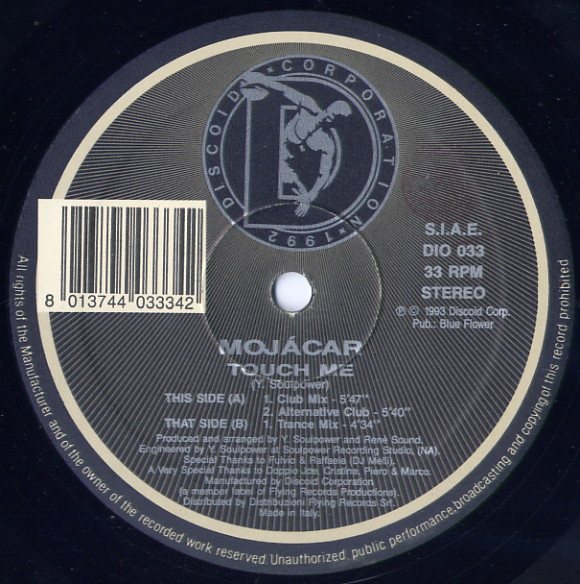 DISCOID * CORPORATION * 1992
S.I.A.E.
DIO 033
33 RPM
STEREO
℗ © 1993 Discoid Corp.
Pub.: Blue Flower
8 013744 033342
MOJÁCAR
TOUCH ME
(Y. Soulpower)
THIS SIDE (A) 1. Club Mix - 5'47"
2. Alternative Club - 5'40"
THAT SIDE (B) 1. Trance Mix - 4'34"
Produced and arranged by Y. Soulpower and René Sound.
Engineered by Y. Soulpower at Soulpower Recording Studio, (NA).
Special Thanks to Fulvio & Raffaele (DJ Melli).
A Very Special Thanks to Doppio Joe, Cristina, Piero & Marco.
Manufactured by Discoid Corporation
(a member label of Flying Records Productions).
Distributed by Distribuzioni Flying Records Srl.
Made in Italy.
All rights of the Manufacturer and of the owner of the recorded work reserved. Unauthorized, public performance, broadcasting and copying of this record prohibited